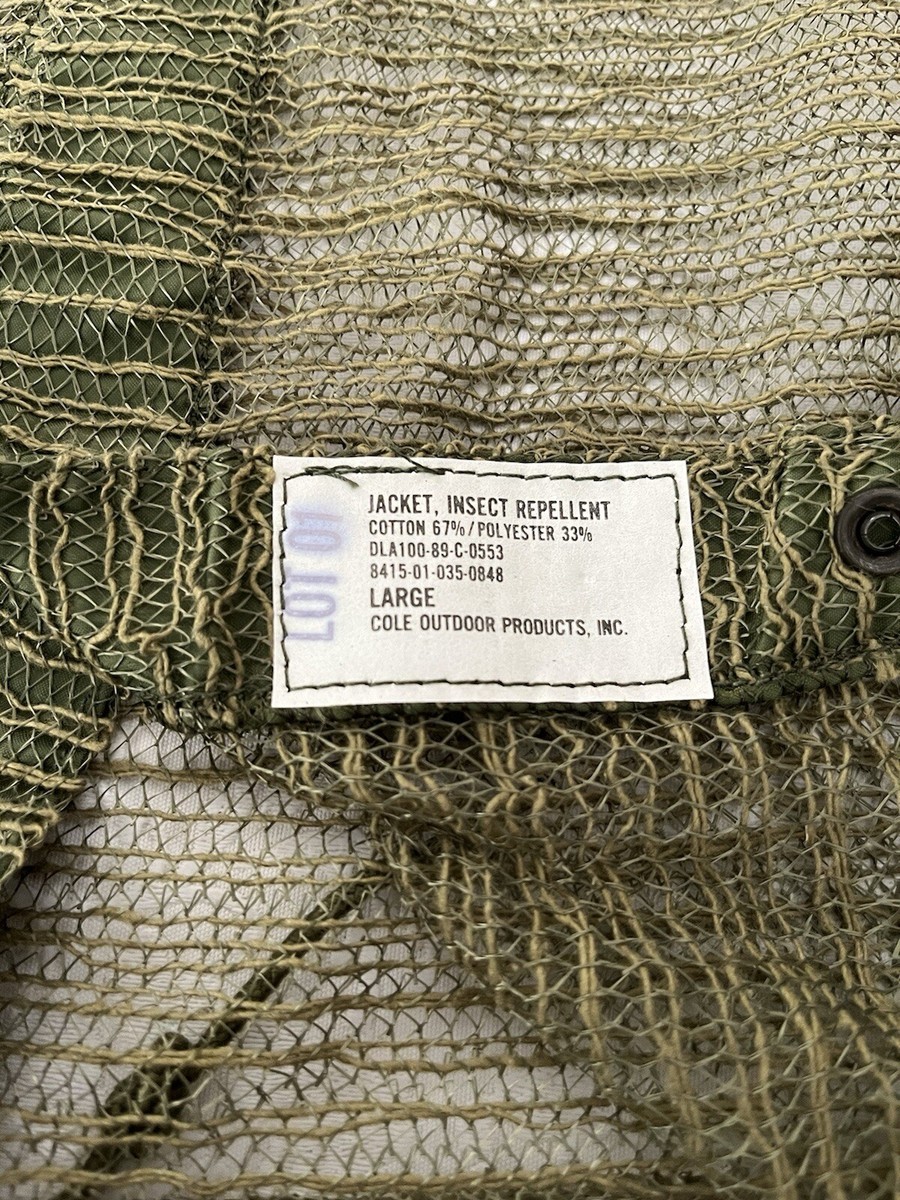 JACKET, INSECT REPELLENT
COTTON 67% / POLYESTER 33%
DLA100-89-C-0553
8415-01-035-0848
LARGE
COLE OUTDOOR PRODUCTS, INC.
LOT